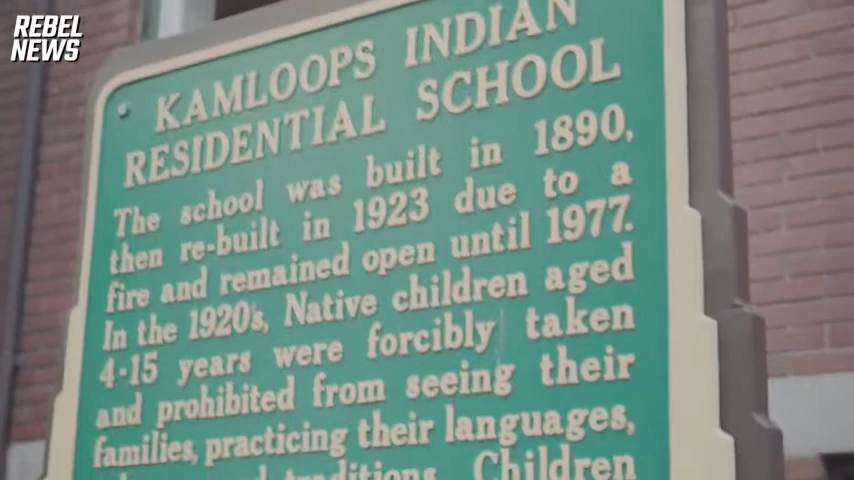 REBEL
NEWS
KAMLOOPS INDIAN
RESIDENTIAL SCHOOL
The school was built in 1890,
then re-built in 1923 due to a
fire and remained open until 1977.
In the 1920's, Native children aged
4-15 years were forcibly taken
and prohibited from seeing their
families, practicing their languages,
traditions. Children